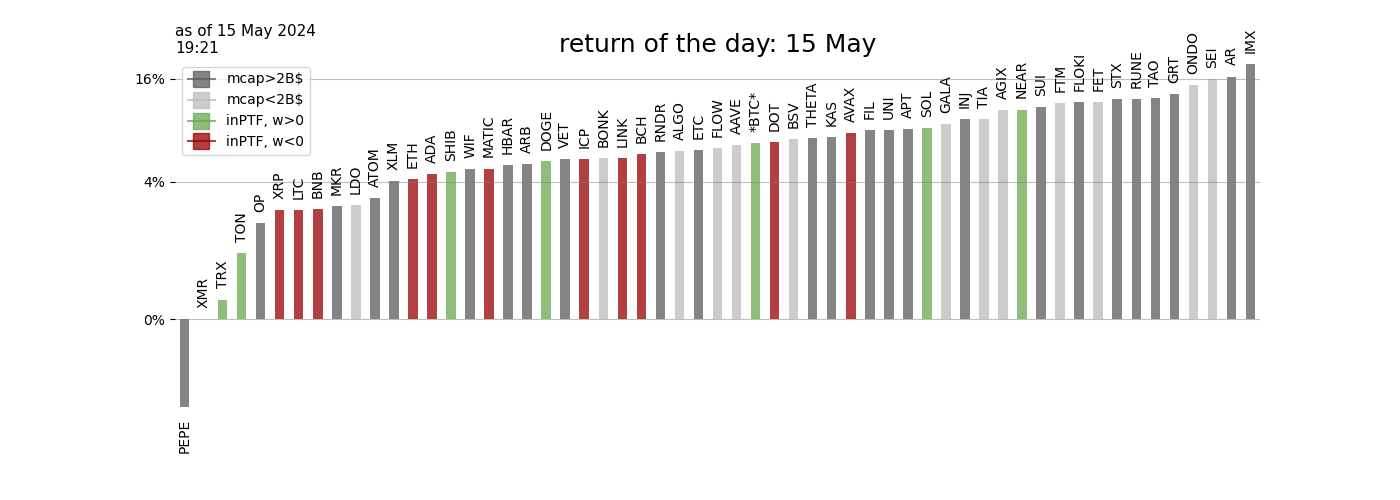 as of 15 May 2024
19:21
return of the day: 15 May
mcap>2B$
mcap<2B$
inPTF, w>0
inPTF, w<0
16%
4%
0%
PEPE
XMR
TRX
TON
OP
XRP
LTC
BNB
MKR
LDO
ATOM
XLM
ETH
ADA
SHIB
WIF
MATIC
HBAR
ARB
DOGE
VET
ICP
BONK
LINK
BCH
RNDR
ALGO
ETC
FLOW
AAVE
*BTC*
DOT
BSV
THETA
KAS
AVAX
FIL
UNI
APT
SOL
GALA
INJ
TIA
AGIX
NEAR
SUI
FTM
FLOKI
FET
STX
RUNE
TAO
GRT
ONDO
SEI
AR
IMX